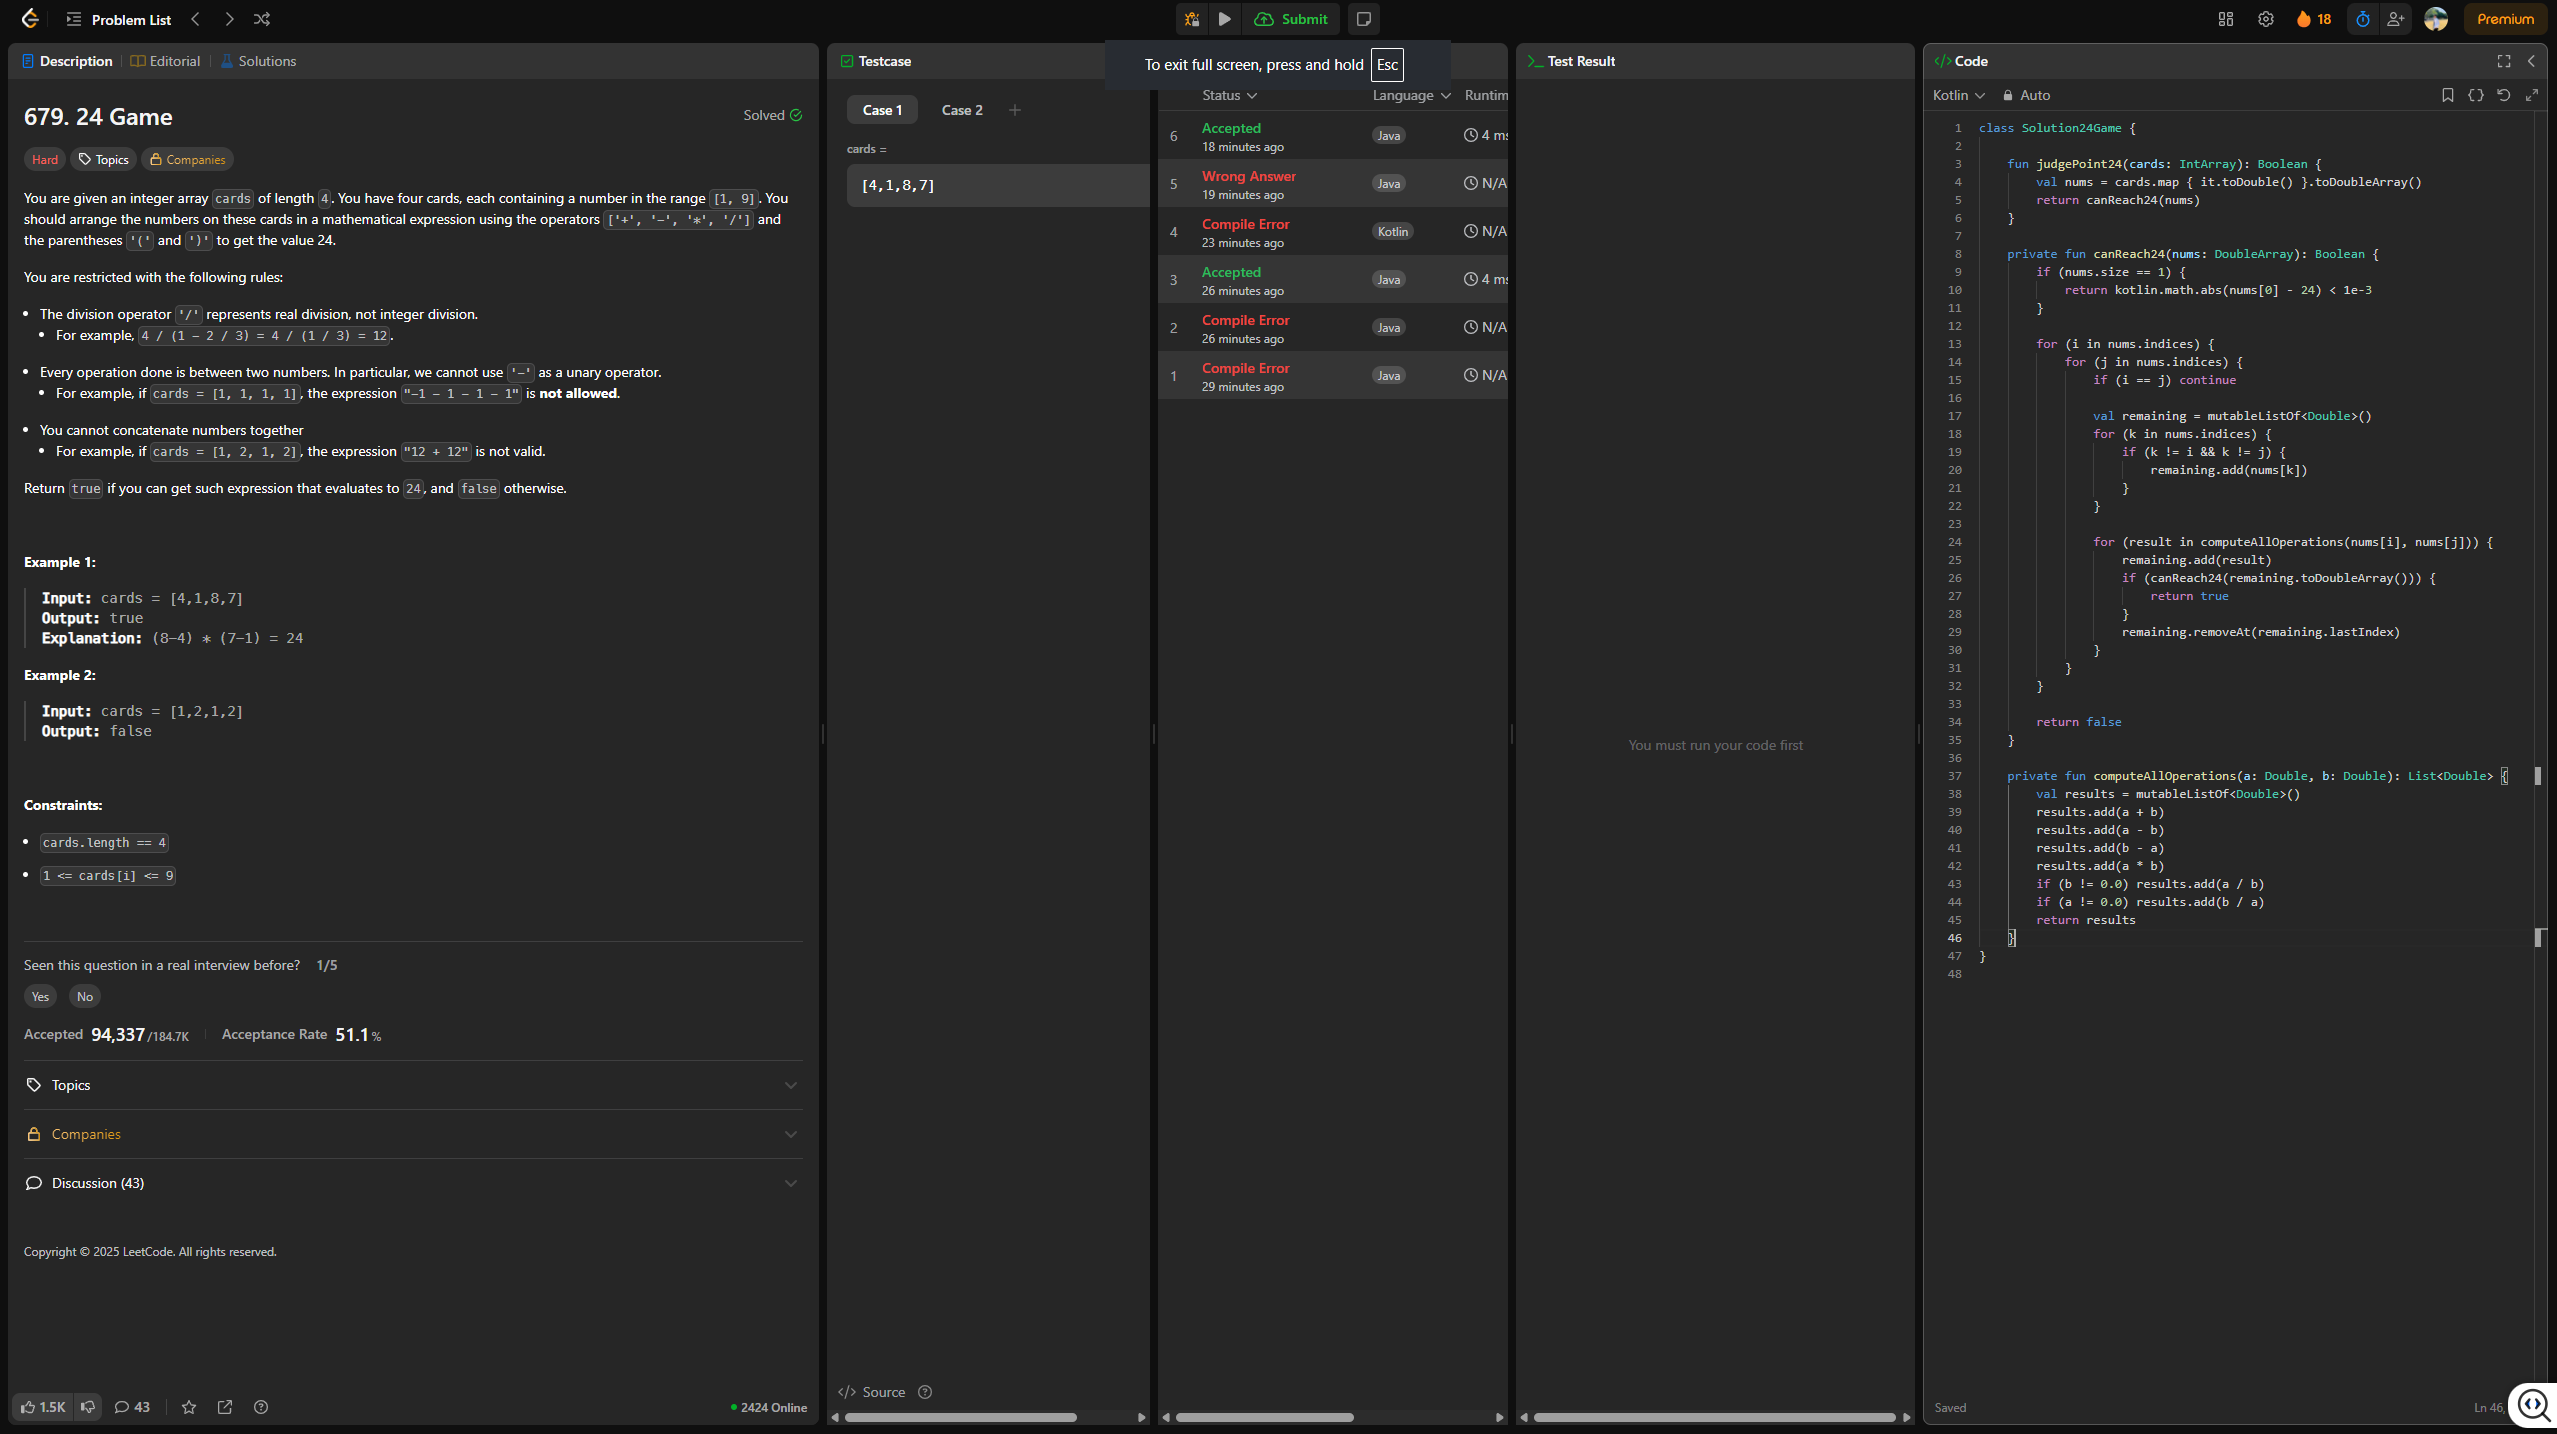 Problem List
Submit
18
Premium
To exit full screen, press and hold Esc
Description
Editorial
Solutions
679. 24 Game
Solved
Hard
Topics
Companies
You are given an integer array cards of length 4. You have four cards, each containing a number in the range [1, 9]. You
should arrange the numbers on these cards in a mathematical expression using the operators ['+', '-', '*', '/'] and
the parentheses '(' and ')' to get the value 24.
You are restricted with the following rules:
• The division operator '/' represents real division, not integer division.
• For example, 4 / (1 - 2 / 3) = 4 / (1 / 3) = 12.
• Every operation done is between two numbers. In particular, we cannot use '-' as a unary operator.
• For example, if cards = [1, 1, 1, 1], the expression "-1 - 1 - 1 - 1" is not allowed.
• You cannot concatenate numbers together
• For example, if cards = [1, 2, 1, 2], the expression "12 + 12" is not valid.
Return true if you can get such expression that evaluates to 24, and false otherwise.
Example 1:
Input: cards = [4,1,8,7]
Output: true
Explanation: (8-4) * (7-1) = 24
Example 2:
Input: cards = [1,2,1,2]
Output: false
Constraints:
• cards.length == 4
• 1 <= cards[i] <= 9
Seen this question in a real interview before? 1/5
Yes
No
Accepted 94,337/184.7K
Acceptance Rate 51.1%
Topics
Companies
Discussion (43)
Copyright © 2025 LeetCode. All rights reserved.
1.5K
43
2424 Online
Testcase
Case 1
Case 2
cards =
[4,1,8,7]
Source
Status
Language
Runtim
6 Accepted Java 4 ms
18 minutes ago
5 Wrong Answer Java N/A
19 minutes ago
4 Compile Error Kotlin N/A
23 minutes ago
3 Accepted Java 4 ms
26 minutes ago
2 Compile Error Java N/A
26 minutes ago
1 Compile Error Java N/A
29 minutes ago
Test Result
You must run your code first
Code
Kotlin
Auto
1 class Solution24Game {
2
3 fun judgePoint24(cards: IntArray): Boolean {
4 val nums = cards.map { it.toDouble() }.toDoubleArray()
5 return canReach24(nums)
6 }
7
8 private fun canReach24(nums: DoubleArray): Boolean {
9 if (nums.size == 1) {
10 return kotlin.math.abs(nums[0] - 24) < 1e-3
11 }
12
13 for (i in nums.indices) {
14 for (j in nums.indices) {
15 if (i == j) continue
16
17 val remaining = mutableListOf<Double>()
18 for (k in nums.indices) {
19 if (k != i && k != j) {
20 remaining.add(nums[k])
21 }
22 }
23
24 for (result in computeAllOperations(nums[i], nums[j])) {
25 remaining.add(result)
26 if (canReach24(remaining.toDoubleArray())) {
27 return true
28 }
29 remaining.removeAt(remaining.lastIndex)
30 }
31 }
32 }
33
34 return false
35 }
36
37 private fun computeAllOperations(a: Double, b: Double): List<Double> {
38 val results = mutableListOf<Double>()
39 results.add(a + b)
40 results.add(a - b)
41 results.add(b - a)
42 results.add(a * b)
43 if (b != 0.0) results.add(a / b)
44 if (a != 0.0) results.add(b / a)
45 return results
46 }
47 }
48
Saved
Ln 46,